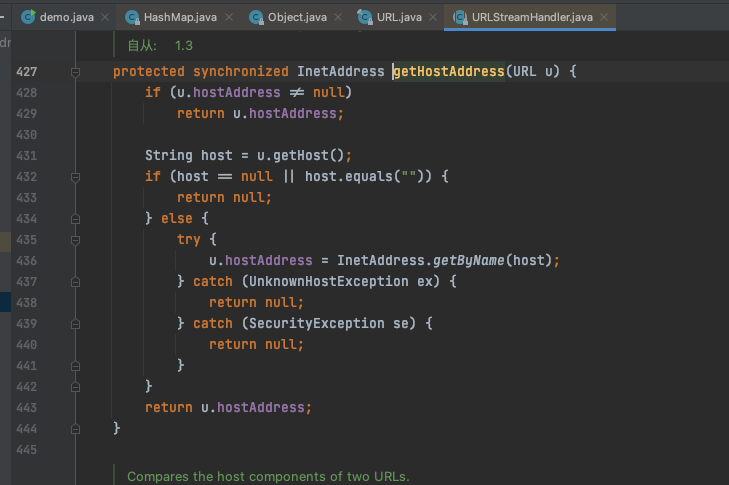 demo.java × HashMap.java × Object.java × URL.java × URLStreamHandler.java ×
自从: 1.3
427 protected synchronized InetAddress getHostAddress(URL u) {
428 if (u.hostAddress ≠ null)
429 return u.hostAddress;
430
431 String host = u.getHost();
432 if (host == null || host.equals("")) {
433 return null;
434 } else {
435 try {
436 u.hostAddress = InetAddress.getByName(host);
437 } catch (UnknownHostException ex) {
438 return null;
439 } catch (SecurityException se) {
440 return null;
441 }
442 }
443 return u.hostAddress;
444 }
445
Compares the host components of two URLs.